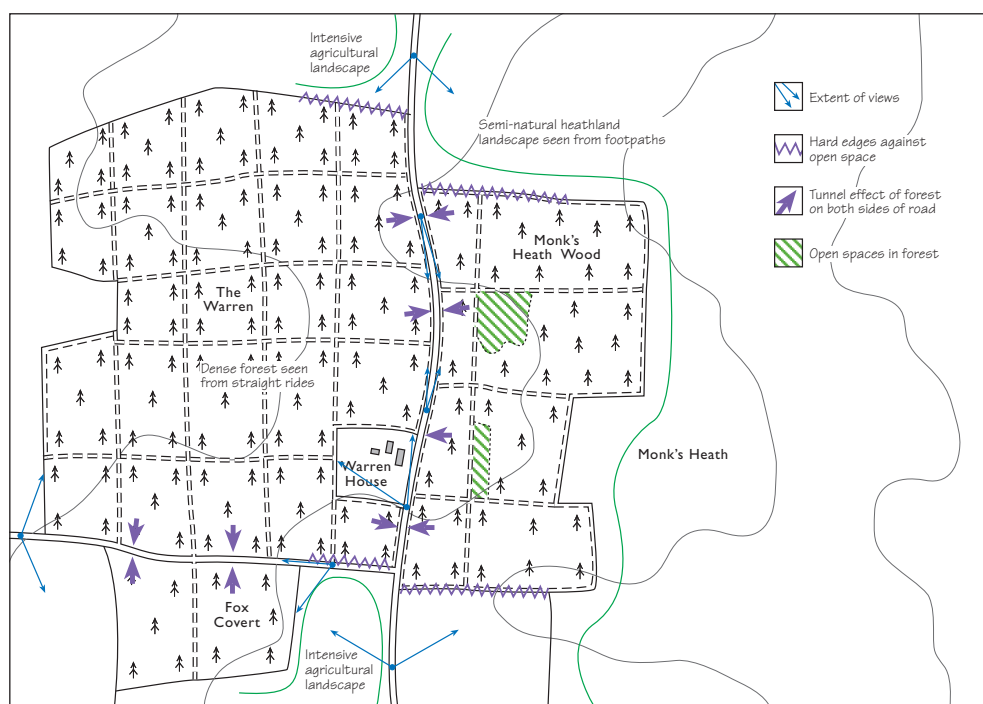 Intensive
agricultural
landscape
Extent of views
Semi-natural heathland
landscape seen from footpaths
Hard edges against
open space
Tunnel effect of forest
on both sides of road
Open spaces in forest
Monk's
Heath Wood
The
Warren
Dense forest seen
from straight rides
Monk's Heath
Warren
House
Fox
Covert
Intensive
agricultural
landscape